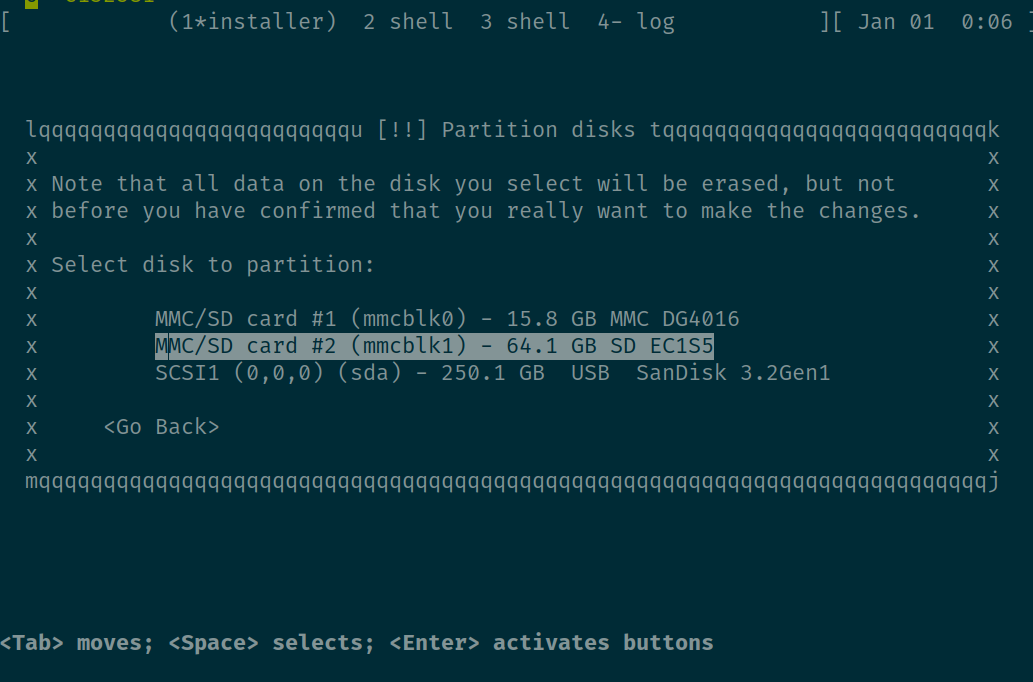 [            (1*installer)  2 shell  3 shell  4- log           ][ Jan 01  0:06 ]
lqqqqqqqqqqqqqqqqqqqqqqqqu [!!] Partition disks tqqqqqqqqqqqqqqqqqqqqqqqqqk
x                                                                         x
x Note that all data on the disk you select will be erased, but not       x
x before you have confirmed that you really want to make the changes.     x
x                                                                         x
x Select disk to partition:                                               x
x                                                                         x
x         MMC/SD card #1 (mmcblk0) - 15.8 GB MMC DG4016                   x
x         MMC/SD card #2 (mmcblk1) - 64.1 GB SD EC1S5                     x
x         SCSI1 (0,0,0) (sda) - 250.1 GB  USB  SanDisk 3.2Gen1            x
x                                                                         x
x     <Go Back>                                                           x
x                                                                         x
mqqqqqqqqqqqqqqqqqqqqqqqqqqqqqqqqqqqqqqqqqqqqqqqqqqqqqqqqqqqqqqqqqqqqqqqqqj
<Tab> moves; <Space> selects; <Enter> activates buttons